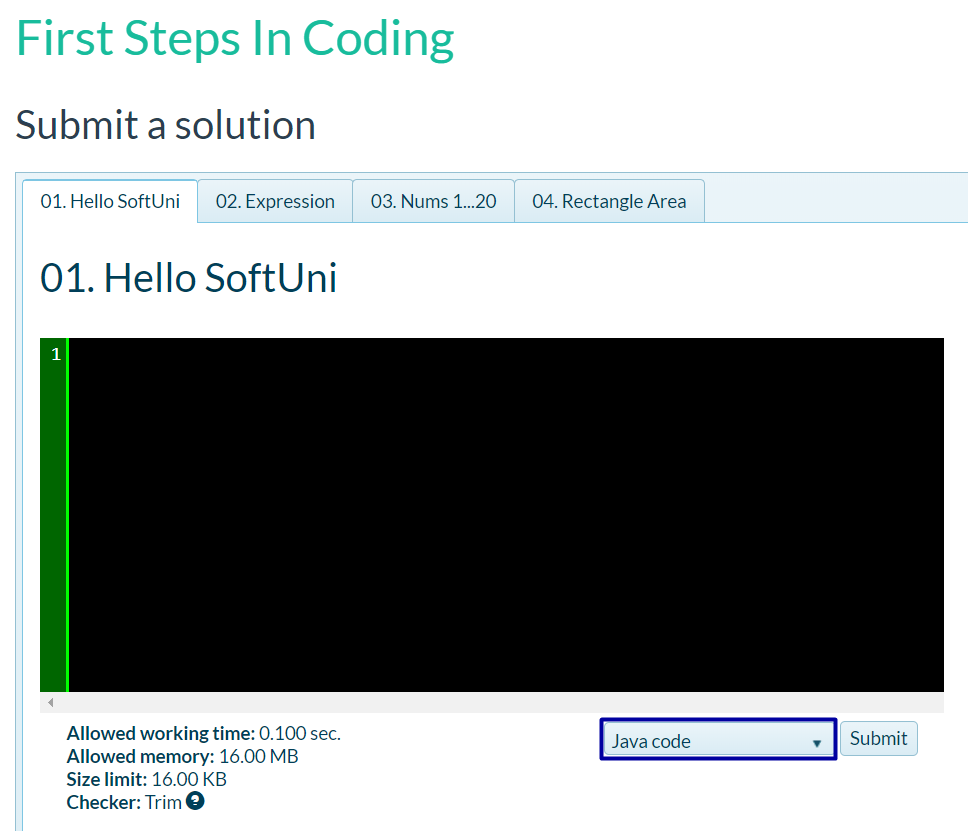 First Steps In Coding
Submit a solution
01. Hello SoftUni 02. Expression 03. Nums 1...20 04. Rectangle Area
01. Hello SoftUni
1
Allowed working time: 0.100 sec.
Allowed memory: 16.00 MB
Size limit: 16.00 KB
Checker: Trim ?
Java code Submit